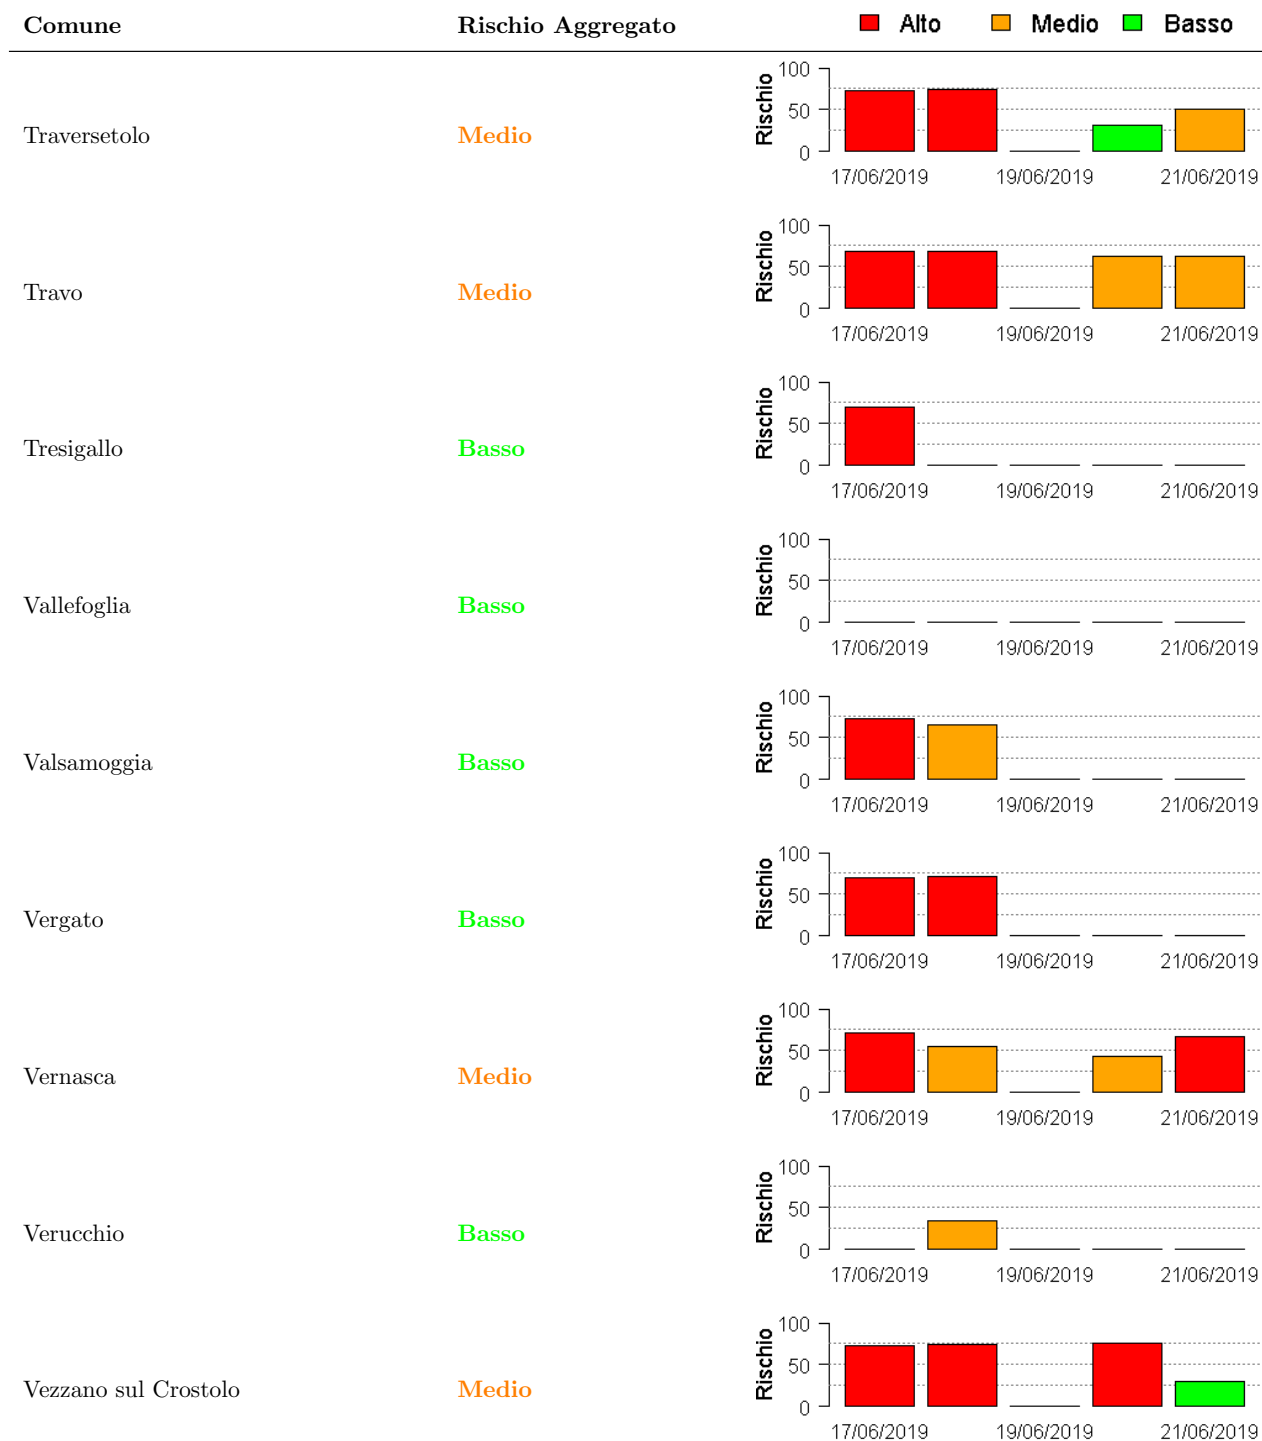 Comune Rischio Aggregato Alto Medio Basso
Traversetolo Medio Rischio 100 50 0
17/06/2019 19/06/2019 21/06/2019
Travo Medio Rischio 100 50 0
17/06/2019 19/06/2019 21/06/2019
Tresigallo Basso Rischio 100 50 0
17/06/2019 19/06/2019 21/06/2019
Vallefoglia Basso Rischio 100 50 0
17/06/2019 19/06/2019 21/06/2019
Valsamoggia Basso Rischio 100 50 0
17/06/2019 19/06/2019 21/06/2019
Vergato Basso Rischio 100 50 0
17/06/2019 19/06/2019 21/06/2019
Vernasca Medio Rischio 100 50 0
17/06/2019 19/06/2019 21/06/2019
Verucchio Basso Rischio 100 50 0
17/06/2019 19/06/2019 21/06/2019
Vezzano sul Crostolo Medio Rischio 100 50 0
17/06/2019 19/06/2019 21/06/2019